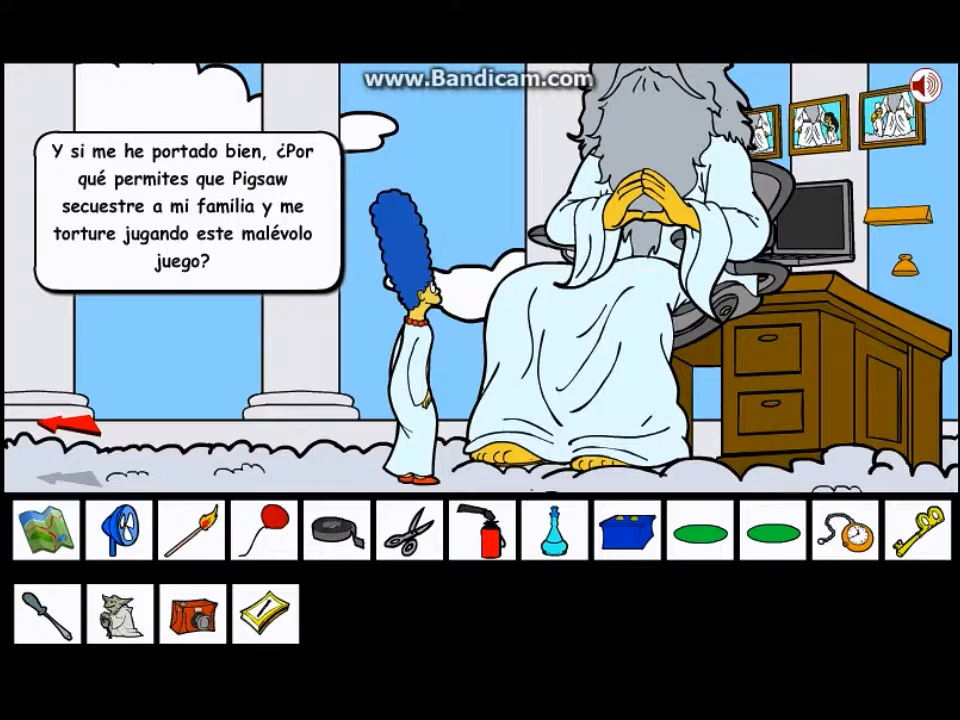 www.Bandicam.com
Y si me he portado bien, ¿Por
qué permites que Pigsaw
secuestre a mi familia y me
torture jugando este malévolo
juego?